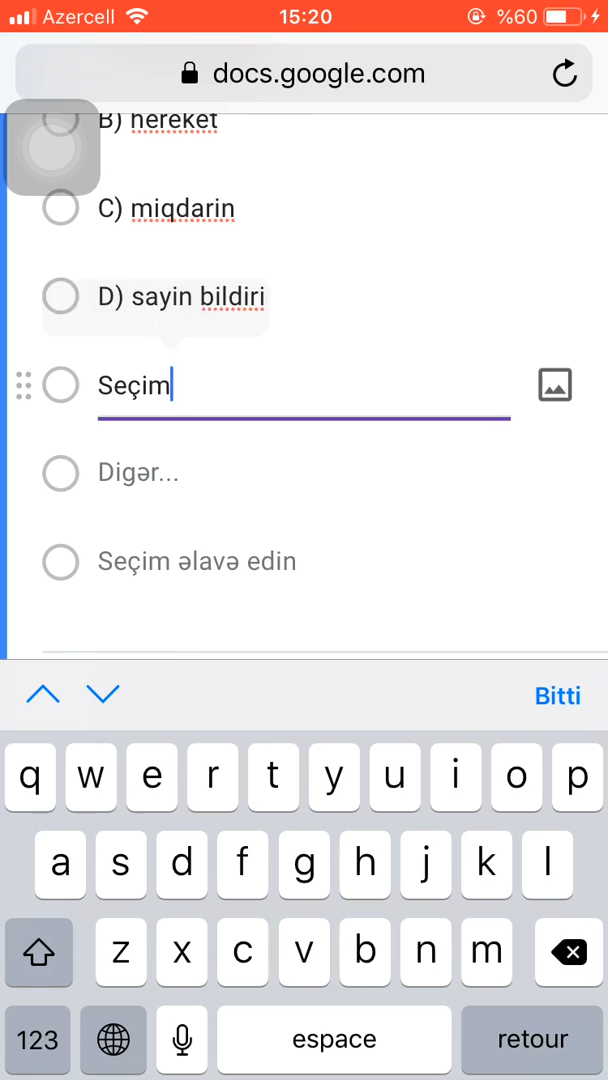 Azercell 15:20 %60
docs.google.com
B) hereket
C) miqdarin
D) sayin bildiri
Seçim
Digər...
Seçim əlavə edin
Bitti
q w e r t y u i o p
a s d f g h j k l
z x c v b n m
123 espace retour